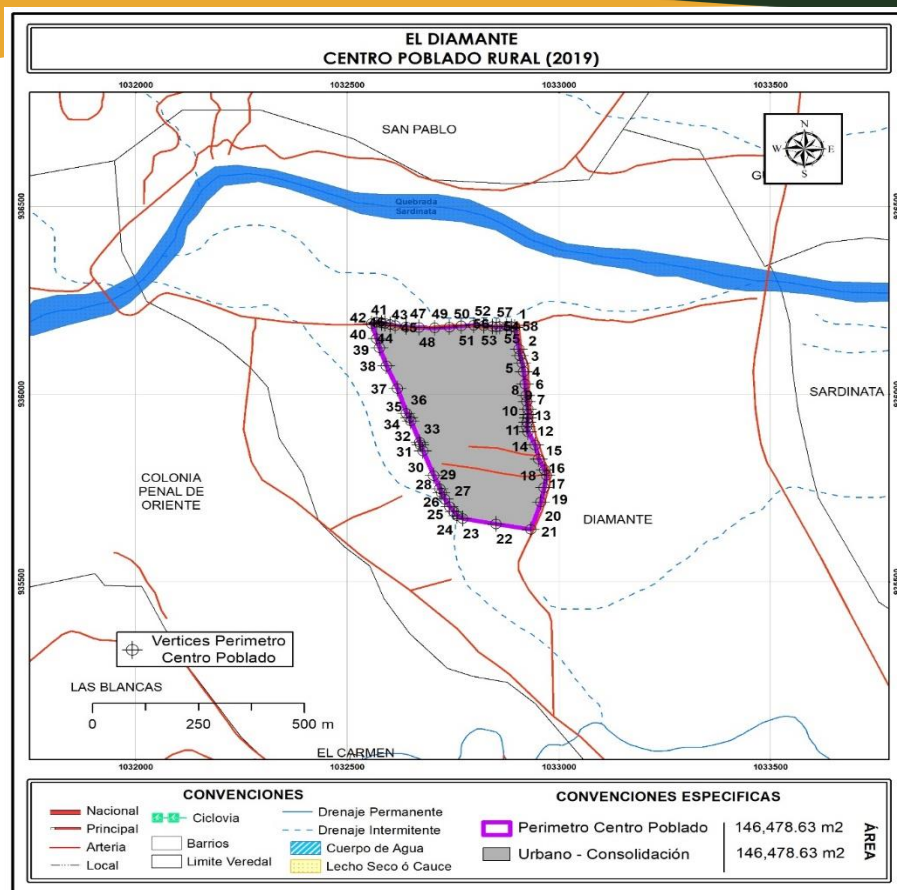 EL DIAMANTE
CENTRO POBLADO RURAL (2019)
1032000 1032500 1033000 1033500
SAN PABLO
N
W E
S
GU
936500 936500
Quebrada
Sardinata
41 52 57 1
42 43 47 49 50 58
45 54
40 44 48 51 53 55 2
39 3
5 4
38 6
936000 936000
37 8 9 7
SARDINATA
36 10
35 13
34 11 12
33
32 14
31 15
30 16
29 18
COLONIA
PENAL DE
ORIENTE
28 17
27
26 19
25 20
DIAMANTE
24 23 22 21
935500 935500
Vertices Perimetro
Centro Poblado
LAS BLANCAS
0 250 500 m
EL CARMEN
1032000 1032500 1033000 1033500
CONVENCIONES
Nacional
Principal
Arteria
Local
Ciclovia
Barrios
Limite Veredal
Drenaje Permanente
Drenaje Intermitente
Cuerpo de Agua
Lecho Seco ó Cauce
CONVENCIONES ESPECIFICAS
Perimetro Centro Poblado 146,478.63 m2
Urbano - Consolidación 146,478.63 m2
ÁREA